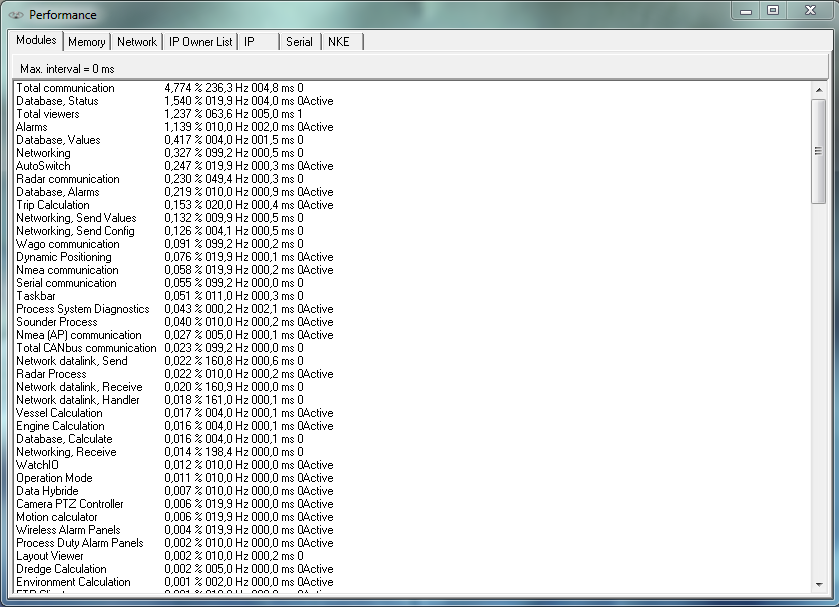 Performance
Modules Memory Network IP Owner List IP Serial NKE
Max. interval = 0 ms
Total communication 4,774 % 236,3 Hz 004,8 ms 0
Database, Status 1,540 % 019,9 Hz 004,0 ms 0Active
Total viewers 1,237 % 063,6 Hz 005,0 ms 1
Alarms 1,139 % 010,0 Hz 002,0 ms 0Active
Database, Values 0,417 % 004,0 Hz 001,5 ms 0
Networking 0,327 % 099,2 Hz 000,5 ms 0
AutoSwitch 0,247 % 019,9 Hz 000,3 ms 0Active
Radar communication 0,230 % 049,4 Hz 000,3 ms 0
Database, Alarms 0,219 % 010,0 Hz 000,9 ms 0Active
Trip Calculation 0,153 % 020,0 Hz 000,4 ms 0Active
Networking, Send Values 0,132 % 009,9 Hz 000,5 ms 0
Networking, Send Config 0,126 % 004,1 Hz 000,5 ms 0
Wago communication 0,091 % 099,2 Hz 000,2 ms 0
Dynamic Positioning 0,076 % 019,9 Hz 000,1 ms 0Active
Nmea communication 0,058 % 019,9 Hz 000,2 ms 0Active
Serial communication 0,055 % 099,2 Hz 000,0 ms 0
Taskbar 0,051 % 011,0 Hz 000,3 ms 0
Process System Diagnostics 0,043 % 000,2 Hz 002,1 ms 0Active
Sounder Process 0,040 % 010,0 Hz 000,2 ms 0Active
Nmea (AP) communication 0,027 % 005,0 Hz 000,1 ms 0Active
Total CANbus communication 0,023 % 099,2 Hz 000,0 ms 0
Network datalink, Send 0,022 % 160,8 Hz 000,6 ms 0
Radar Process 0,022 % 010,0 Hz 000,2 ms 0Active
Network datalink, Receive 0,020 % 160,9 Hz 000,0 ms 0
Network datalink, Handler 0,018 % 161,0 Hz 000,1 ms 0
Vessel Calculation 0,017 % 004,0 Hz 000,1 ms 0Active
Engine Calculation 0,016 % 004,0 Hz 000,1 ms 0Active
Database, Calculate 0,016 % 004,0 Hz 000,1 ms 0
Networking, Receive 0,014 % 198,4 Hz 000,0 ms 0
WatchIO 0,012 % 010,0 Hz 000,0 ms 0Active
Operation Mode 0,011 % 010,0 Hz 000,0 ms 0Active
Data Hybride 0,007 % 010,0 Hz 000,0 ms 0Active
Camera PTZ Controller 0,006 % 019,9 Hz 000,0 ms 0Active
Motion calculator 0,006 % 019,9 Hz 000,0 ms 0Active
Wireless Alarm Panels 0,004 % 019,9 Hz 000,0 ms 0Active
Process Duty Alarm Panels 0,002 % 010,0 Hz 000,0 ms 0Active
Layout Viewer 0,002 % 010,0 Hz 000,2 ms 0
Dredge Calculation 0,002 % 005,0 Hz 000,0 ms 0Active
Environment Calculation 0,001 % 002,0 Hz 000,0 ms 0Active